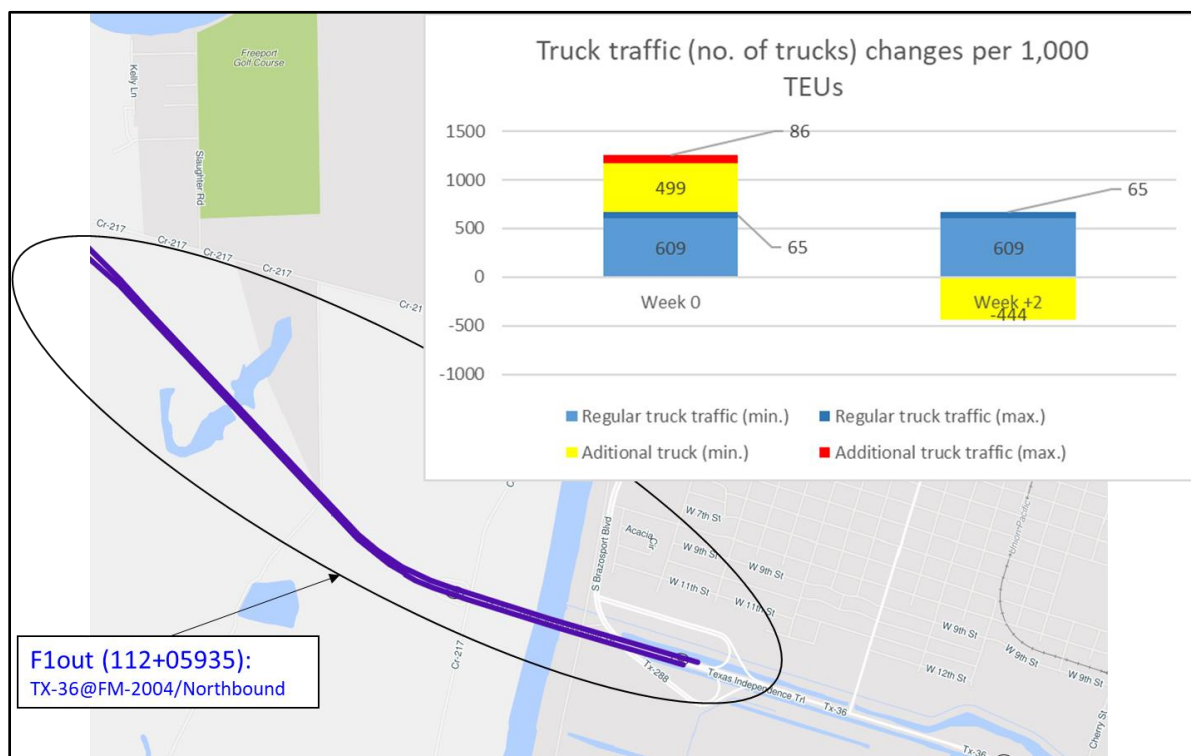 Freeport
Golf Course
Kelly Ln
Slaughter Rd
Cr-217
Cr-217
Cr-217
Cr-217
Cr-21
Truck traffic (no. of trucks) changes per 1,000
TEUs
1500
1000
500
0
-500
-1000
86
499
609
65
65
609
-444
Week 0
Week +2
Regular truck traffic (min.)
Regular truck traffic (max.)
Aditional truck (min.)
Additional truck traffic (max.)
F1out (112+05935):
TX-36@FM-2004/Northbound
Cr-217
S Brazosport Blvd
W 7th St
Acacia
Cir
W 9th St
W 9th St
W 11th St
W 11th St
Union Pacific
W 9th St
W 9th St
W 9th St
W 12th St
Tx-288
Texas Independence Trl
Tx-36
Tx-36
Cherry St